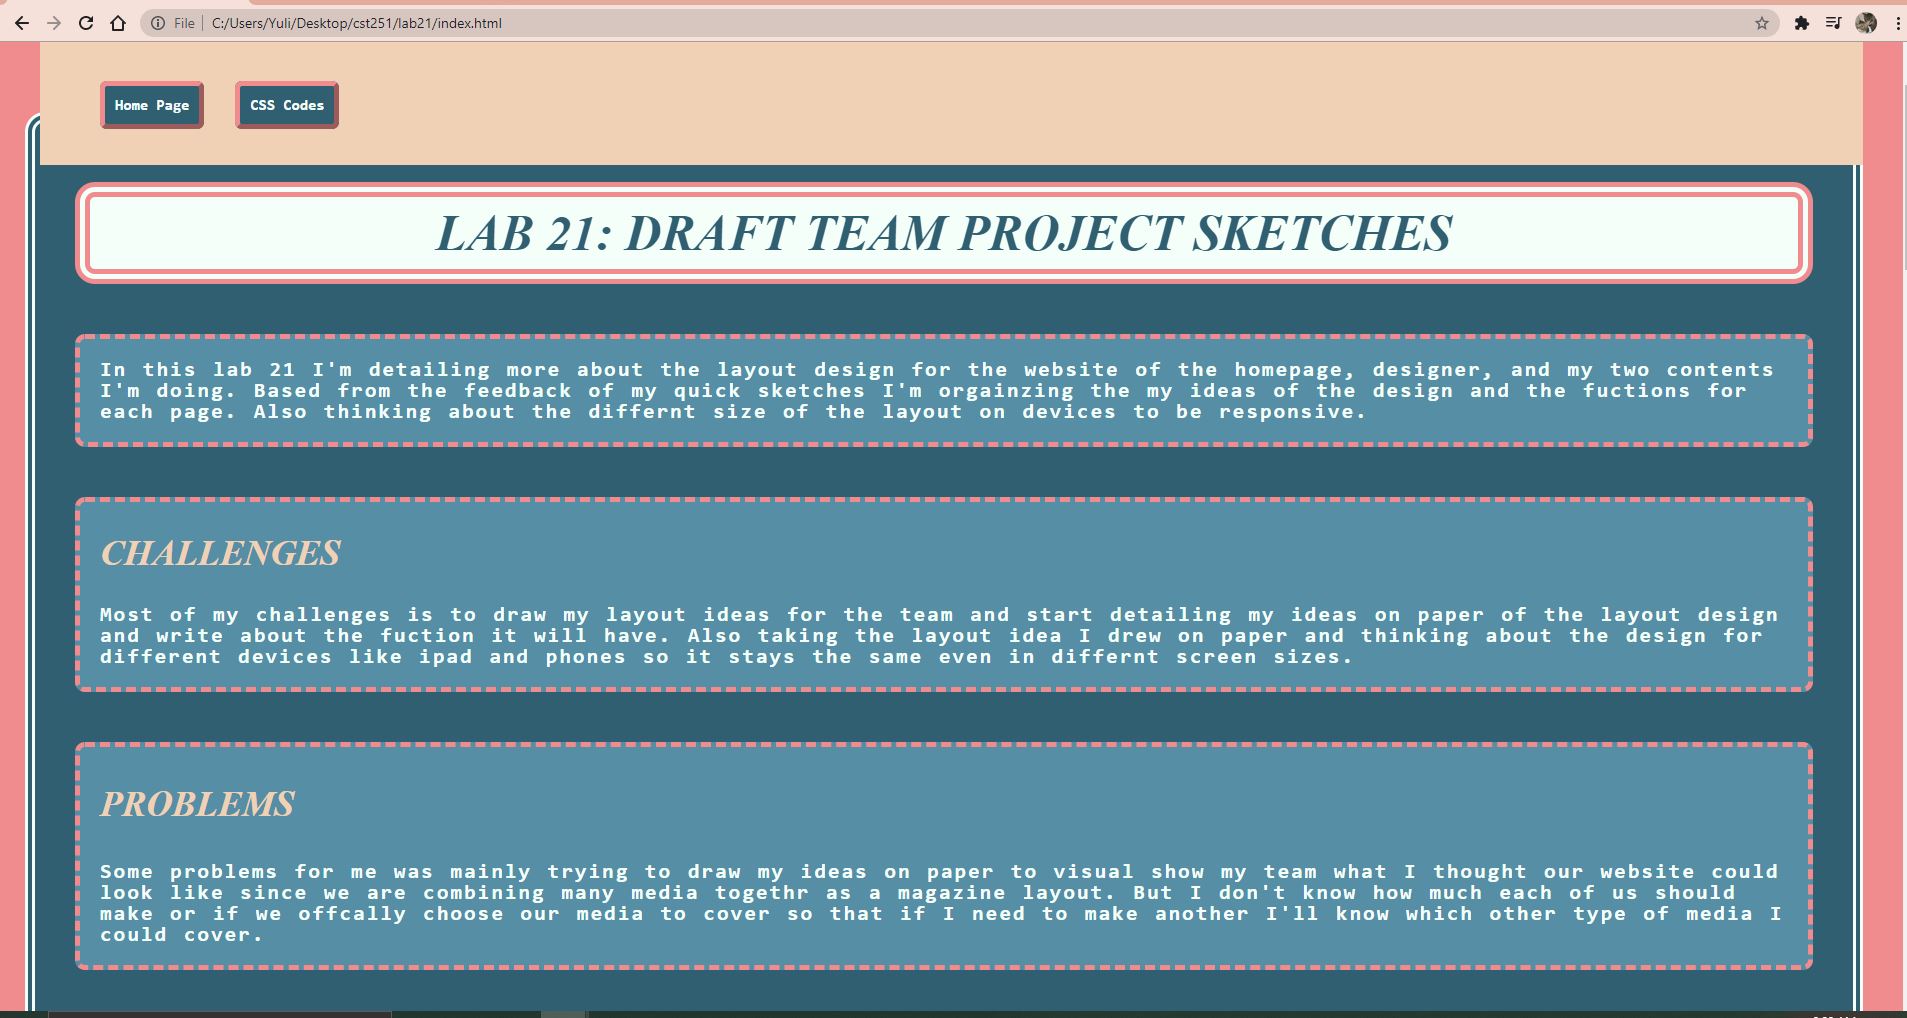 File
C:/Users/Yuli/Desktop/cst251/lab21/index.html
Home Page
CSS Codes
LAB 21: DRAFT TEAM PROJECT SKETCHES
In this lab 21 I'm detailing more about the layout design for the website of the homepage, designer, and my two contents
I'm doing. Based from the feedback of my quick sketches I'm orgainzing the my ideas of the design and the fuctions for
each page. Also thinking about the differnt size of the layout on devices to be responsive.
CHALLENGES
Most of my challenges is to draw my layout ideas for the team and start detailing my ideas on paper of the layout design
and write about the fuction it will have. Also taking the layout idea I drew on paper and thinking about the design for
different devices like ipad and phones so it stays the same even in differnt screen sizes.
PROBLEMS
Some problems for me was mainly trying to draw my ideas on paper to visual show my team what I thought our website could
look like since we are combining many media togethr as a magazine layout. But I don't know how much each of us should
make or if we offcally choose our media to cover so that if I need to make another I'll know which other type of media I
could cover.